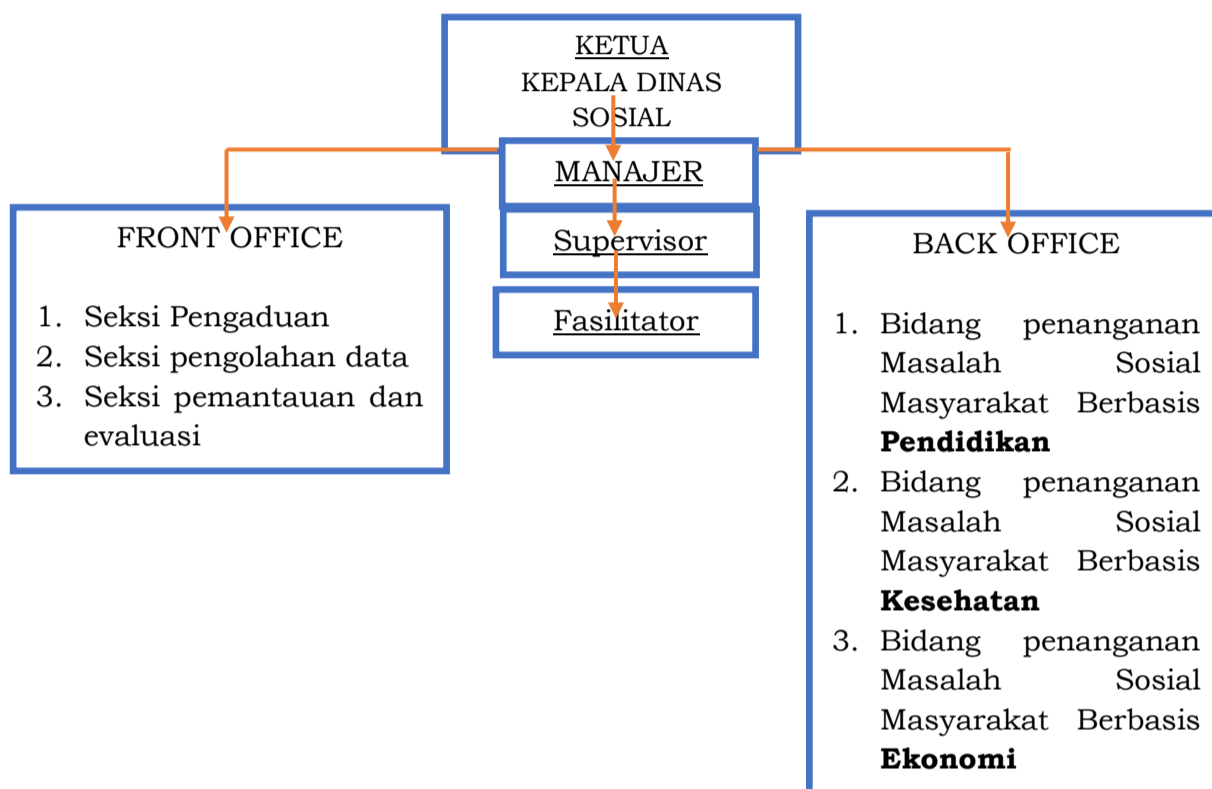 KETUA
KEPALA DINAS
SOSIAL
MANAJER
Supervisor
Fasilitator
FRONT OFFICE
1. Seksi Pengaduan
2. Seksi pengolahan data
3. Seksi pemantauan dan
evaluasi
BACK OFFICE
1. Bidang penanganan
Masalah Sosial
Masyarakat Berbasis
Pendidikan
2. Bidang penanganan
Masalah Sosial
Masyarakat Berbasis
Kesehatan
3. Bidang penanganan
Masalah Sosial
Masyarakat Berbasis
Ekonomi